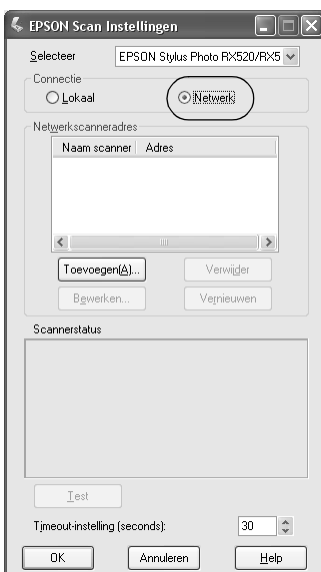 EPSON Scan Instellingen
Selecteer EPSON Stylus Photo RX520/RX5
Connectie
Lokaal Netwerk
Netwerkscanneradres
Naam scanner Adres
Toevoegen(A)... Verwijder
Bewerken... Vernieuwen
Scannerstatus
Test
Timeout-instelling (seconds): 30
OK Annuleren Help